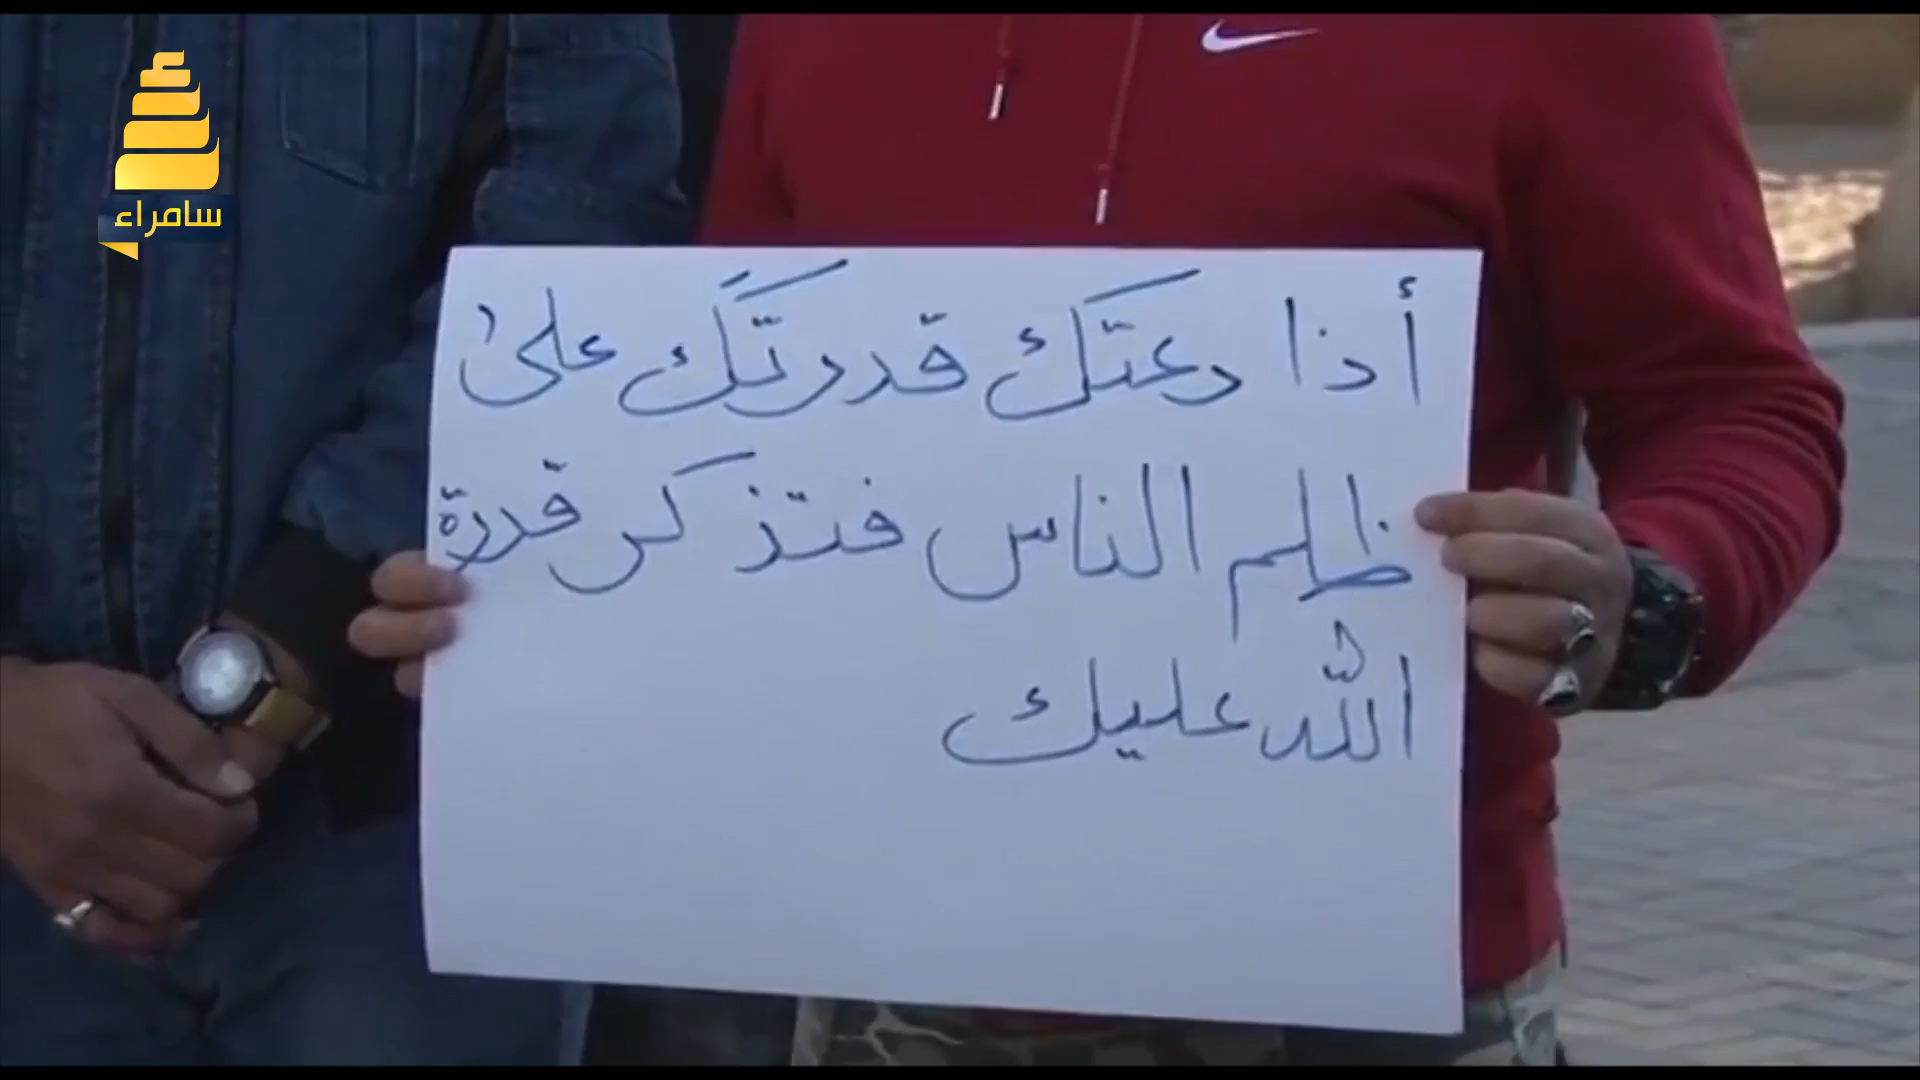 سامراء
أذا دعتك قدرتك على
ظلم الناس فتذكر قدرة
الله عليك